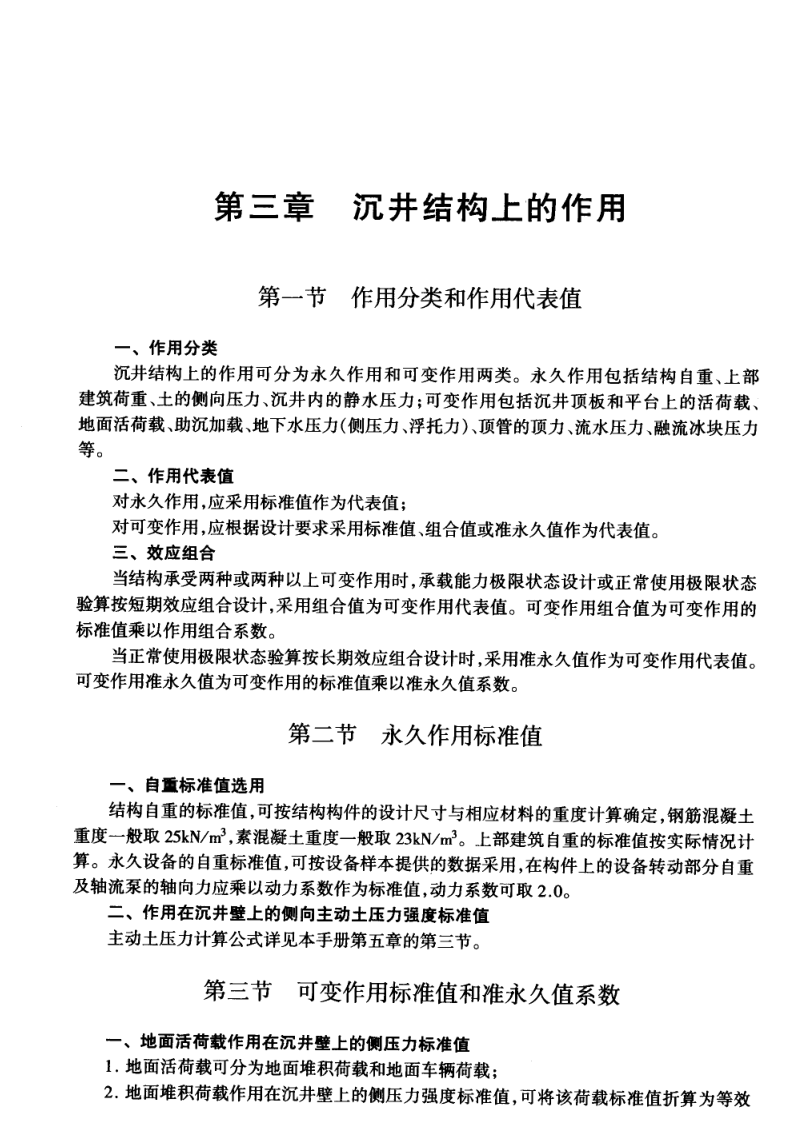 第三章 沉井结构上的作用
第一节 作用分类和作用代表值
一、作用分类
沉井结构上的作用可分为永久作用和可变作用两类。永久作用包括结构自重、上部
建筑荷重、土的侧向压力、沉井内的静水压力;可变作用包括沉井顶板和平台上的活荷载、
地面活荷载、助沉加载、地下水压力(侧压力、浮托力)、顶管的顶力、流水压力、融流冰块压力
等。
二、作用代表值
对永久作用,应采用标准值作为代表值;
对可变作用,应根据设计要求采用标准值、组合值或准永久值作为代表值。
三、效应组合
当结构承受两种或两种以上可变作用时,承载能力极限状态设计或正常使用极限状态
验算按短期效应组合设计,采用组合值为可变作用代表值。可变作用组合值为可变作用的
标准值乘以作用组合系数。
当正常使用极限状态验算按长期效应组合设计时,采用准永久值作为可变作用代表值。
可变作用准永久值为可变作用的标准值乘以准永久值系数。
第二节 永久作用标准值
一、自重标准值选用
结构自重的标准值,可按结构构件的设计尺寸与相应材料的重度计算确定,钢筋混凝土
重度一般取 25kN/m³,素混凝土重度一般取 23kN/m³。上部建筑自重的标准值按实际情况计
算。永久设备的自重标准值,可按设备样本提供的数据采用,在构件上的设备转动部分自重
及轴流泵的轴向力应乘以动力系数作为标准值,动力系数可取 2.0。
二、作用在沉井壁上的侧向主动土压力强度标准值
主动土压力计算公式详见本手册第五章的第三节。
第三节 可变作用标准值和准永久值系数
一、地面活荷载作用在沉井壁上的侧压力标准值
1. 地面活荷载可分为地面堆积荷载和地面车辆荷载;
2. 地面堆积荷载作用在沉井壁上的侧压力强度标准值,可将该荷载标准值折算为等效